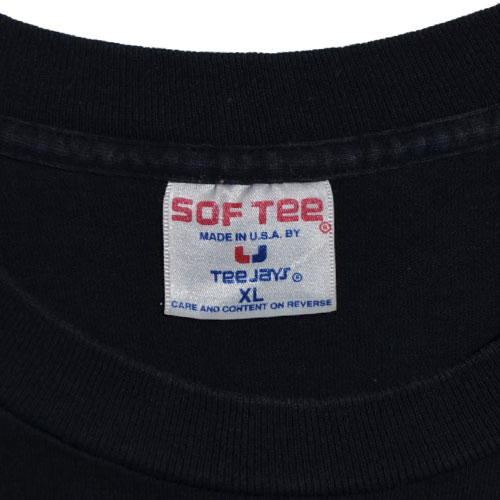 SOF TEE®
MADE IN U.S.A. BY
TEE JAYS®
XL
CARE AND CONTENT ON REVERSE